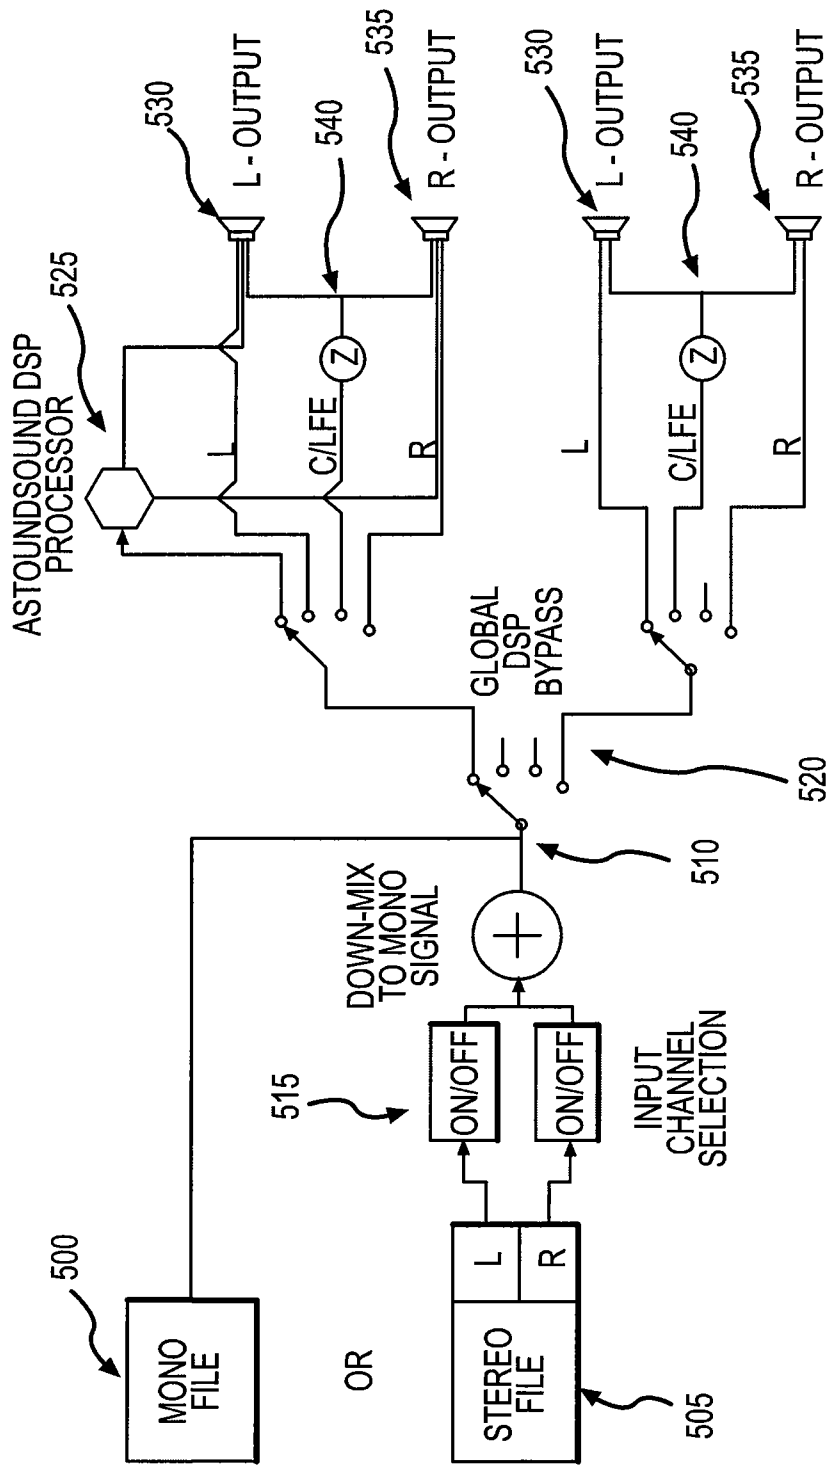 MONO
FILE
500
OR
STEREO
FILE
L
R
505
515
ON/OFF
ON/OFF
INPUT
CHANNEL
SELECTION
DOWN-MIX
TO MONO
SIGNAL
510
520
GLOBAL
DSP
BYPASS
ASTOUNDSOUND DSP
PROCESSOR
525
L
C/LFE
R
Z
530
L - OUTPUT
540
535
R - OUTPUT
L
C/LFE
R
Z
530
L - OUTPUT
540
535
R - OUTPUT